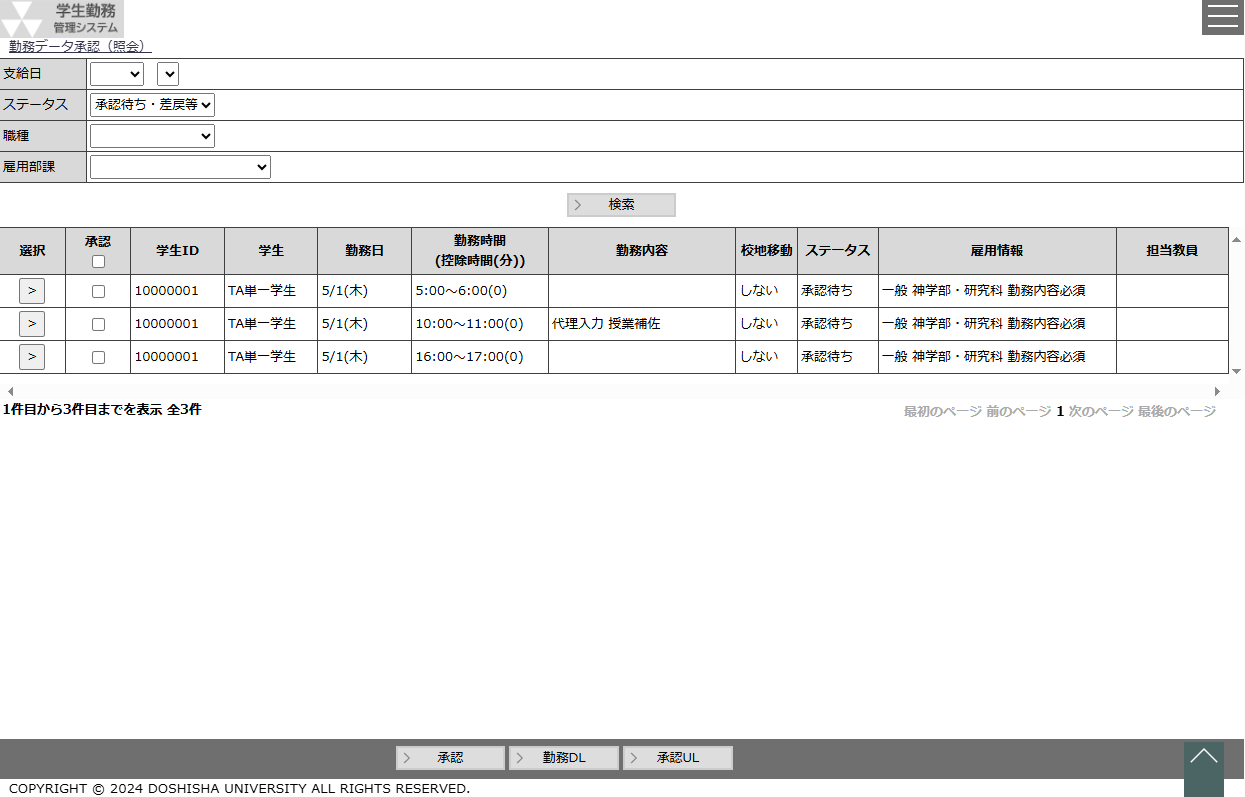 学生勤務
管理システム
勤務データ承認（照会）
支給日
ステータス 承認待ち・差戻等
職種
雇用部課
検索
選択 承認 学生ID 学生 勤務日 勤務時間(控除時間(分)) 勤務内容 校地移動 ステータス 雇用情報 担当教員
> 10000001 TA単一学生 5/1(木) 5:00～6:00(0) しない 承認待ち 一般 神学部・研究科 勤務内容必須
> 10000001 TA単一学生 5/1(木) 10:00～11:00(0) 代理入力 授業補佐 しない 承認待ち 一般 神学部・研究科 勤務内容必須
> 10000001 TA単一学生 5/1(木) 16:00～17:00(0) しない 承認待ち 一般 神学部・研究科 勤務内容必須
1件目から3件目までを表示 全3件 最初のページ 前のページ 1 次のページ 最後のページ
承認 勤務DL 承認UL
COPYRIGHT © 2024 DOSHISHA UNIVERSITY ALL RIGHTS RESERVED.